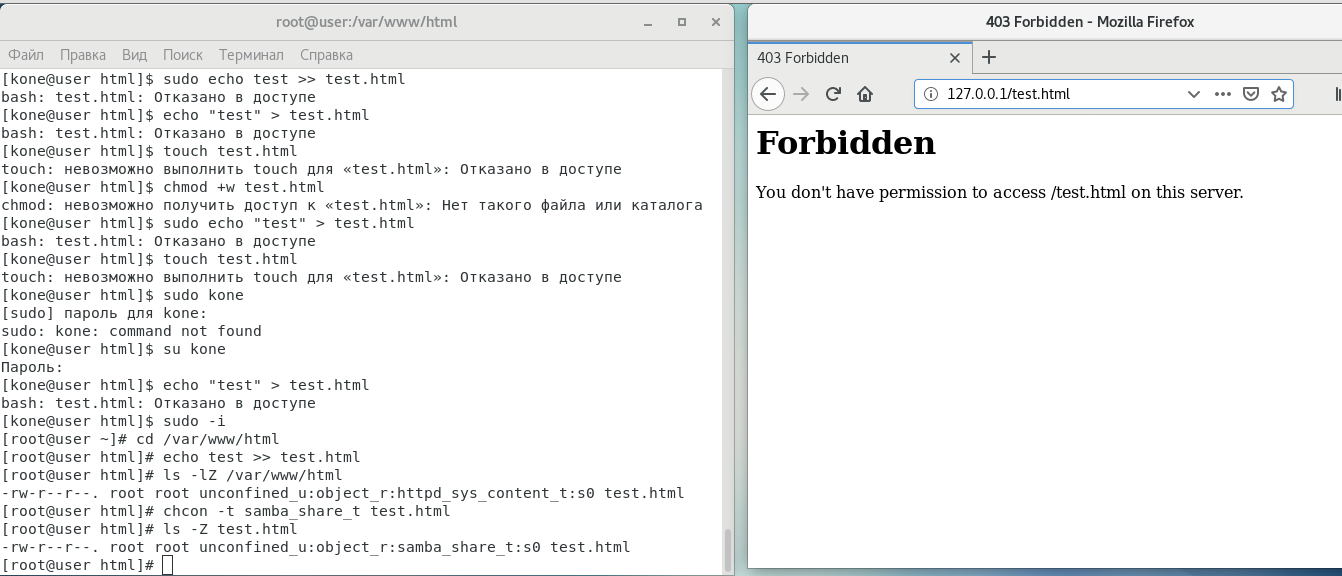 root@user:/var/www/html
Файл Правка Вид Поиск Терминал Справка
[kone@user html]$ sudo echo test >> test.html
bash: test.html: Отказано в доступе
[kone@user html]$ echo "test" > test.html
bash: test.html: Отказано в доступе
[kone@user html]$ touch test.html
touch: невозможно выполнить touch для «test.html»: Отказано в доступе
[kone@user html]$ chmod +w test.html
chmod: невозможно получить доступ к «test.html»: Нет такого файла или каталога
[kone@user html]$ sudo echo "test" > test.html
bash: test.html: Отказано в доступе
[kone@user html]$ touch test.html
touch: невозможно выполнить touch для «test.html»: Отказано в доступе
[kone@user html]$ sudo kone
[sudo] пароль для kone:
sudo: kone: command not found
[kone@user html]$ su kone
Пароль:
[kone@user html]$ echo "test" > test.html
bash: test.html: Отказано в доступе
[kone@user html]$ sudo -i
[root@user ~]# cd /var/www/html
[root@user html]# echo test >> test.html
[root@user html]# ls -lZ /var/www/html
-rw-r--r--. root root unconfined_u:object_r:httpd_sys_content_t:s0 test.html
[root@user html]# chcon -t samba_share_t test.html
[root@user html]# ls -Z test.html
-rw-r--r--. root root unconfined_u:object_r:samba_share_t:s0 test.html
[root@user html]#
403 Forbidden - Mozilla Firefox
403 Forbidden
127.0.0.1/test.html
Forbidden
You don't have permission to access /test.html on this server.